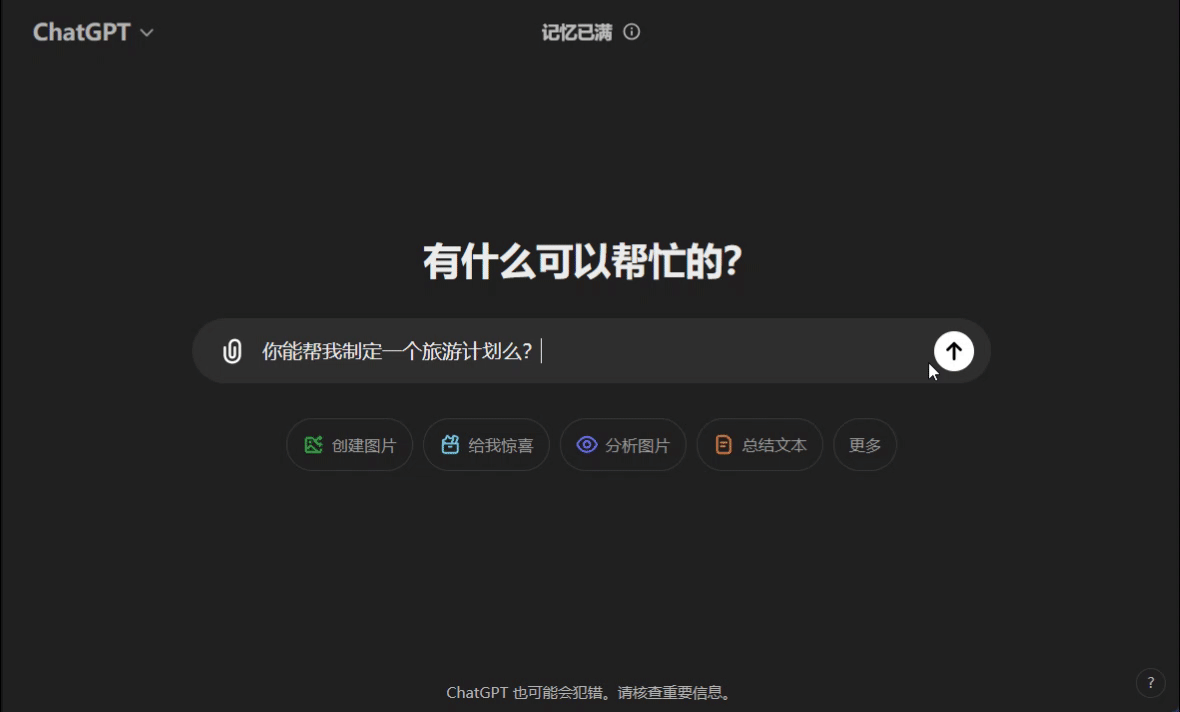 ChatGPT
记忆已满
有什么可以帮忙的？
你能帮我制定一个旅游计划么？
创建图片
给我惊喜
分析图片
总结文本
更多
ChatGPT 也可能会犯错。请核查重要信息。
?